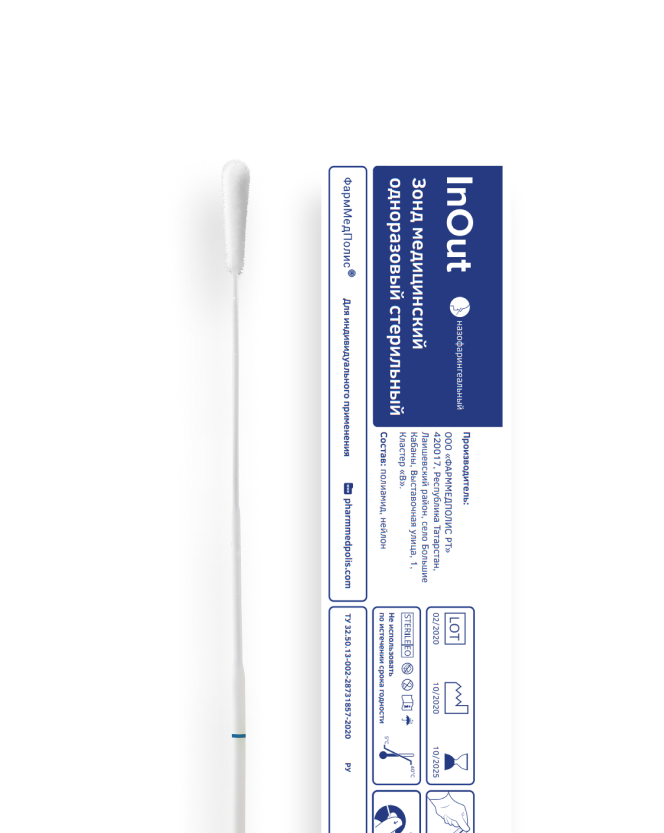 InOut
назофарингеальный
Зонд медицинский
одноразовый стерильный
Производитель:
ООО «ФАРММЕДПОЛИС РТ»
420017, Республика Татарстан,
Лаишевский район, село Большие
Кабаны, Выставочная улица, 1,
Кластер «В».
Состав: полиамид, нейлон
ФармМедПолис
Для индивидуального применения
pharmmedpolis.com
LOT
02/2020
10/2020
10/2025
STERILE EO
Не использовать
по истечении срока годности
5°C
40°C
ТУ 32.50.13-002-28731857-2020
РУ